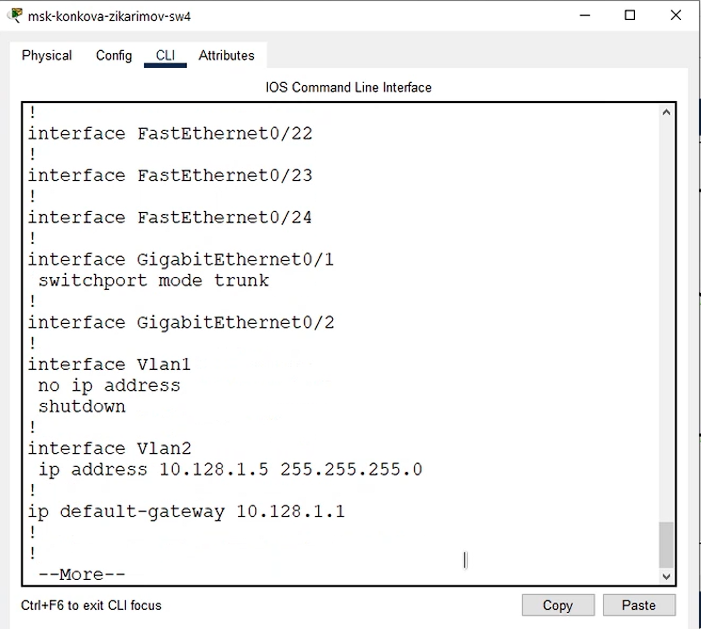 msk-konkova-zikarimov-sw4
Physical Config CLI Attributes
IOS Command Line Interface
!
interface FastEthernet0/22
!
interface FastEthernet0/23
!
interface FastEthernet0/24
!
interface GigabitEthernet0/1
 switchport mode trunk
!
interface GigabitEthernet0/2
!
interface Vlan1
 no ip address
 shutdown
!
interface Vlan2
 ip address 10.128.1.5 255.255.255.0
!
ip default-gateway 10.128.1.1
!
!
 --More--
Ctrl+F6 to exit CLI focus Copy Paste